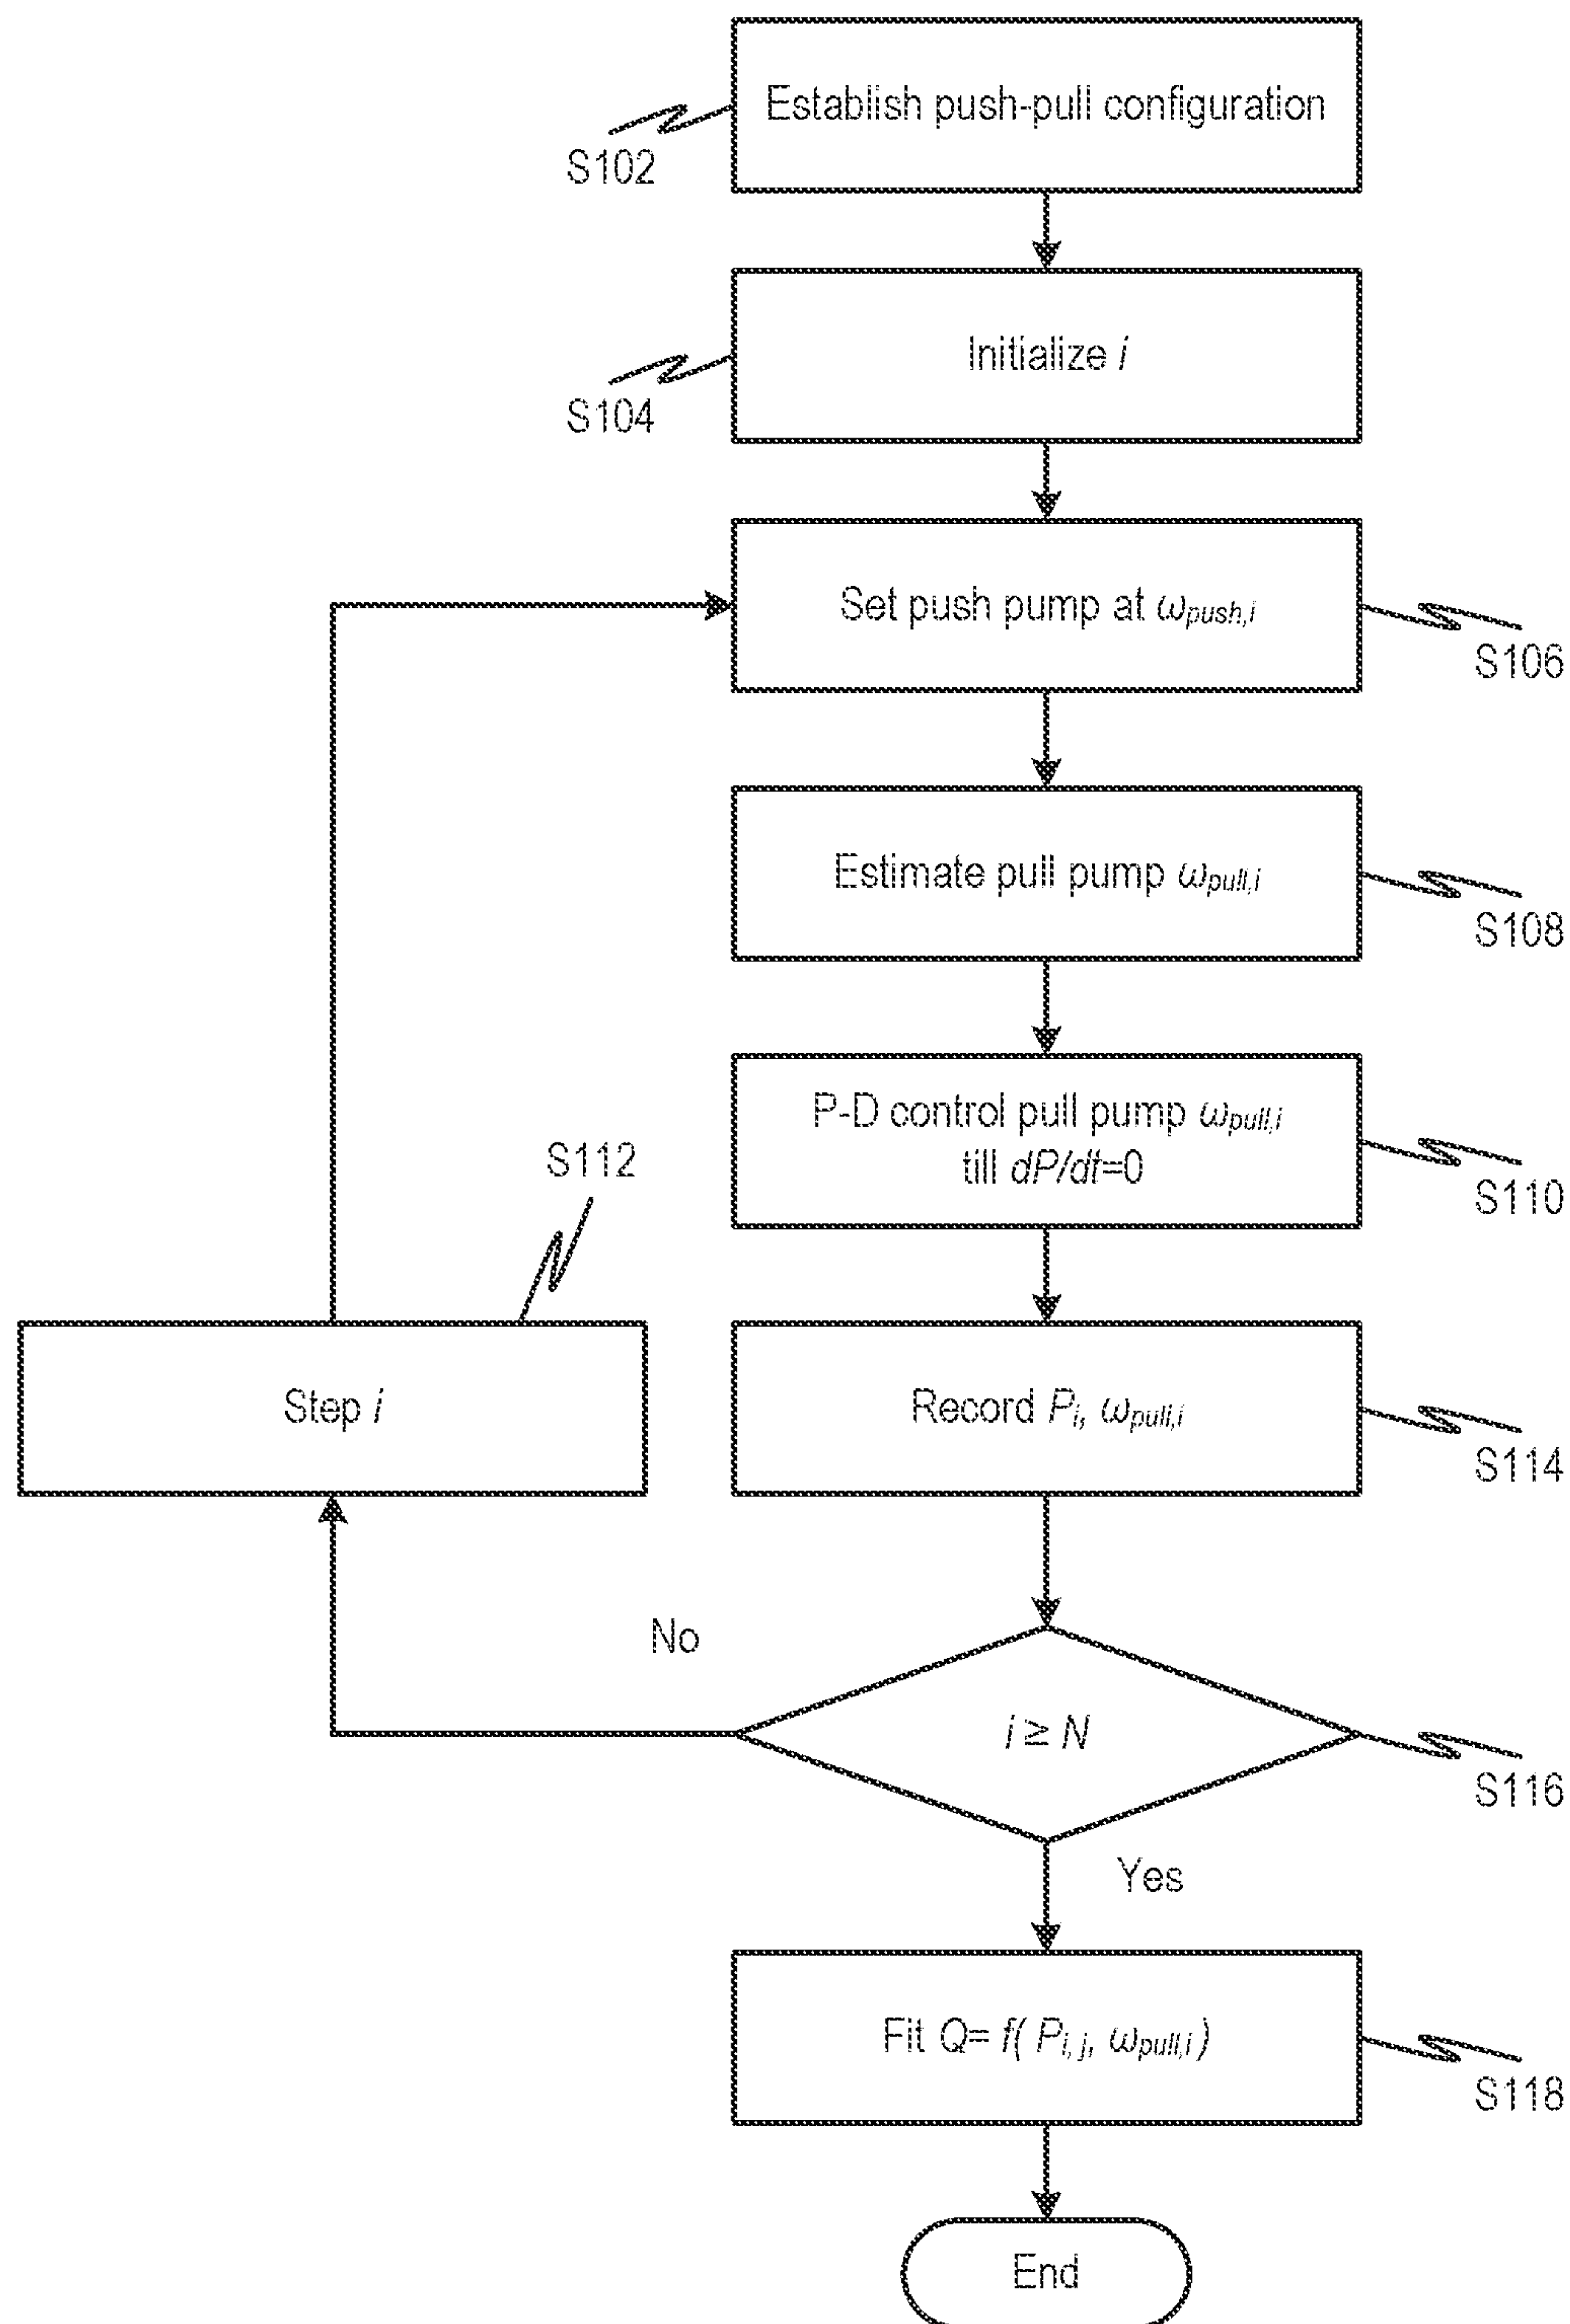 Establish push-pull configuration
S102
Initialize i
S104
Set push pump at ωpush,i
S106
Estimate pull pump ωpull,i
S108
P-D control pull pump ωpull,i
till dP/dt=0
S110
S112
Step i
Record Pi, ωpull,i
S114
No
i ≥ N
S116
Yes
Fit Q= f( Pi, j, ωpull,i )
S118
End